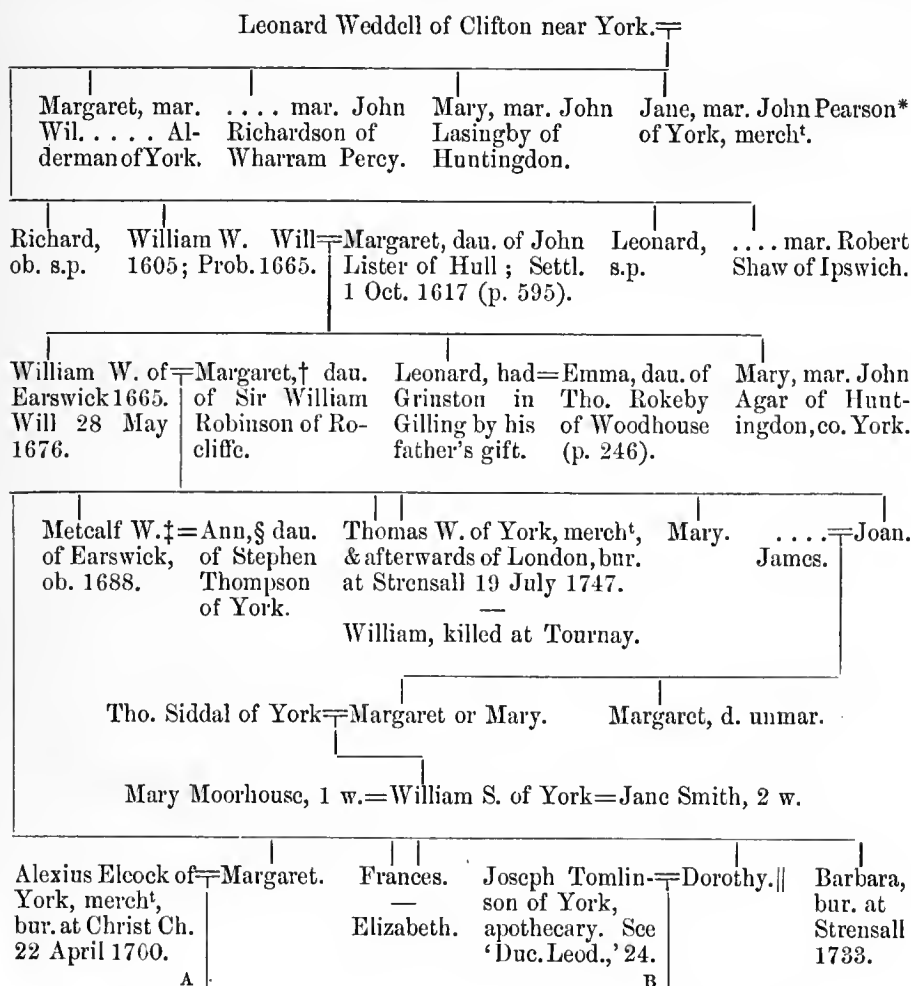 Leonard Weddell of Clifton near York.
Margaret, mar.
Wil. . . . . Al-
derman of York.
. . . . mar. John
Richardson of
Wharram Percy.
Mary, mar. John
Lasingby of
Huntingdon.
Jane, mar. John Pearson*
of York, mercht.
Richard,
ob. s.p.
William W. Will
1605; Prob. 1665.
Margaret, dau. of John
Lister of Hull; Settl.
1 Oct. 1617 (p. 595).
Leonard,
s.p.
. . . . mar. Robert
Shaw of Ipswich.
William W. of
Earswick 1665.
Will 28 May
1676.
Margaret,† dau.
of Sir William
Robinson of Ro-
cliffe.
Leonard, had
Grinston in
Gilling by his
father's gift.
Emma, dau. of
Tho. Rokeby
of Woodhouse
(p. 246).
Mary, mar. John
Agar of Hunt-
ingdon, co. York.
Metcalf W.‡
of Earswick,
ob. 1688.
Ann,§ dau.
of Stephen
Thompson
of York.
Thomas W. of York, mercht,
& afterwards of London, bur.
at Strensall 19 July 1747.
—
William, killed at Tournay.
Mary.
. . . .
James.
Joan.
Tho. Siddal of York
Margaret or Mary.
Margaret, d. unmar.
Mary Moorhouse, 1 w.=William S. of York=Jane Smith, 2 w.
Alexius Elcock of
York, mercht,
bur. at Christ Ch.
22 April 1700.
A
Margaret.
Frances.
—
Elizabeth.
Joseph Tomlin-
son of York,
apothecary. See
'Duc. Leod.,' 24.
B
Dorothy.||
Barbara,
bur. at
Strensall
1733.